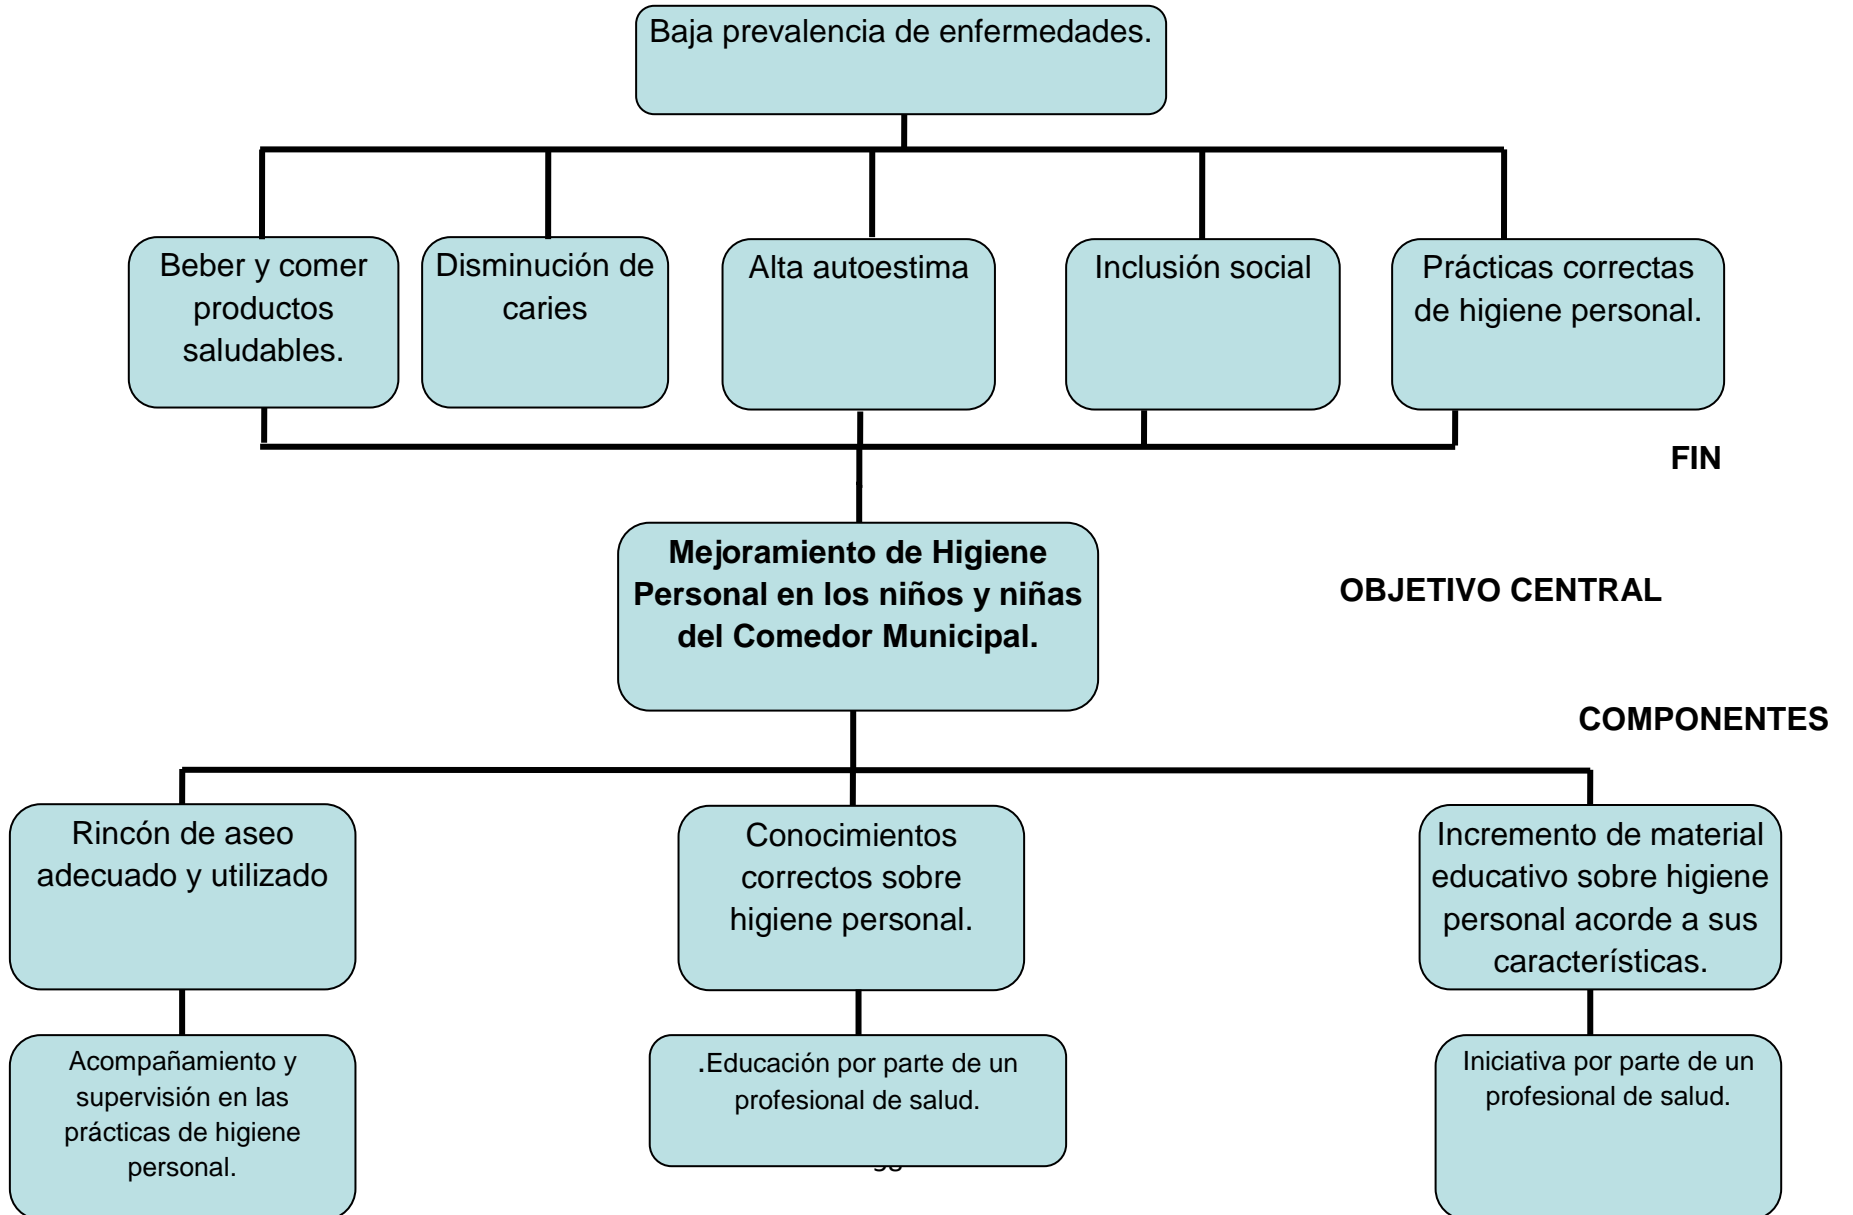 Baja prevalencia de enfermedades.
Beber y comer
productos
saludables.
Disminución de
caries
Alta autoestima
Inclusión social
Prácticas correctas
de higiene personal.
FIN
Mejoramiento de Higiene
Personal en los niños y niñas
del Comedor Municipal.
OBJETIVO CENTRAL
COMPONENTES
Rincón de aseo
adecuado y utilizado
Conocimientos
correctos sobre
higiene personal.
Incremento de material
educativo sobre higiene
personal acorde a sus
características.
Acompañamiento y
supervisión en las
prácticas de higiene
personal.
.Educación por parte de un
profesional de salud.
Iniciativa por parte de un
profesional de salud.